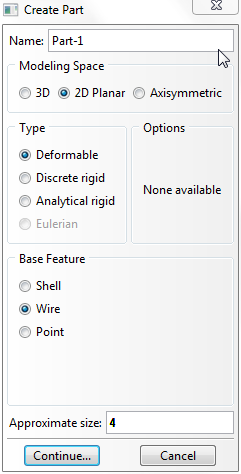 Create Part
Name: Part-1
Modeling Space
3D 2D Planar Axisymmetric
Type
Deformable
Discrete rigid
Analytical rigid
Eulerian
Options
None available
Base Feature
Shell
Wire
Point
Approximate size: 4
Continue... Cancel